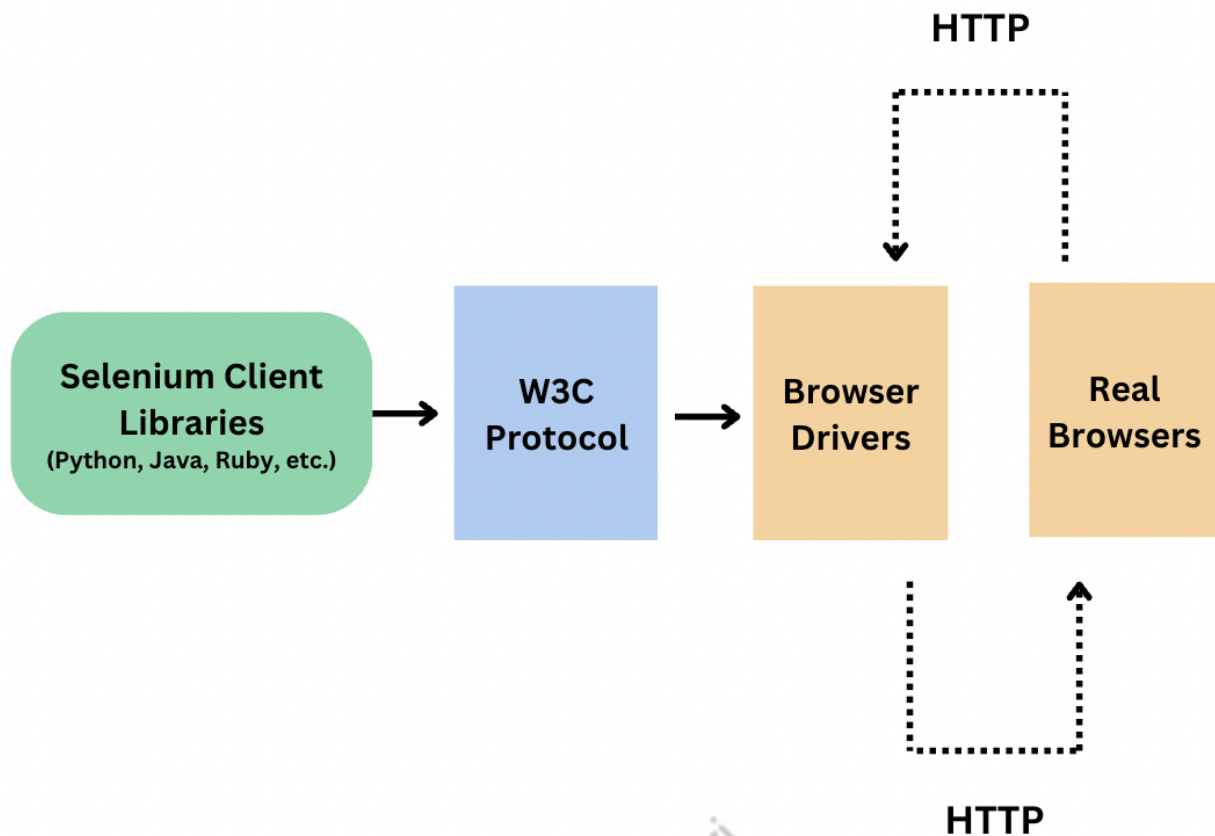 HTTP
Selenium Client
Libraries
(Python, Java, Ruby, etc.)
W3C
Protocol
Browser
Drivers
Real
Browsers
HTTP